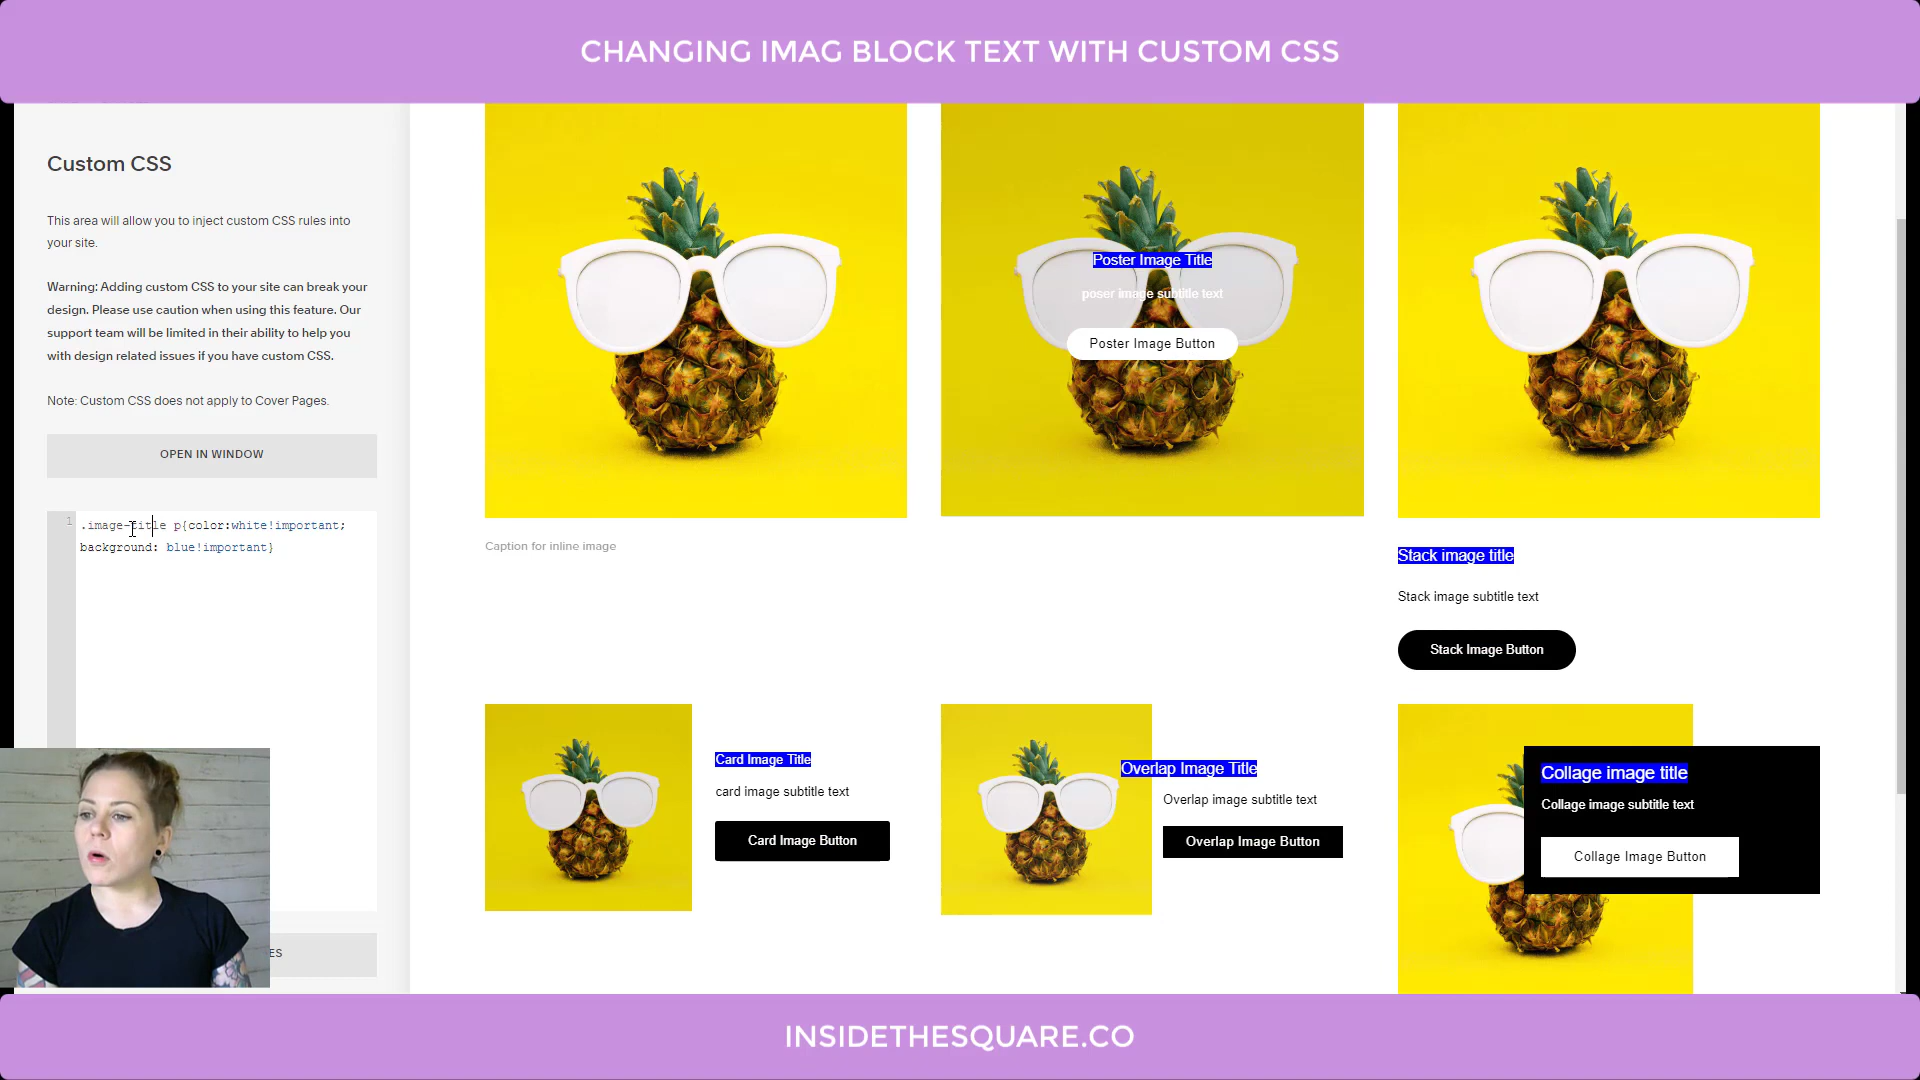 CHANGING IMAG BLOCK TEXT WITH CUSTOM CSS
Custom CSS
This area will allow you to inject custom CSS rules into
your site.
Warning: Adding custom CSS to your site can break your
design. Please use caution when using this feature. Our
support team will be limited in their ability to help you
with design related issues if you have custom CSS.
Note: Custom CSS does not apply to Cover Pages.
OPEN IN WINDOW
1
.image-title p{color:white!important;
background: blue!important}
ES
Poster Image Title
poser image subtitle text
Poster Image Button
Caption for inline image
Stack image title
Stack image subtitle text
Stack Image Button
Card Image Title
card image subtitle text
Card Image Button
Overlap Image Title
Overlap image subtitle text
Overlap Image Button
Collage image title
Collage image subtitle text
Collage Image Button
INSIDETHESQUARE.CO